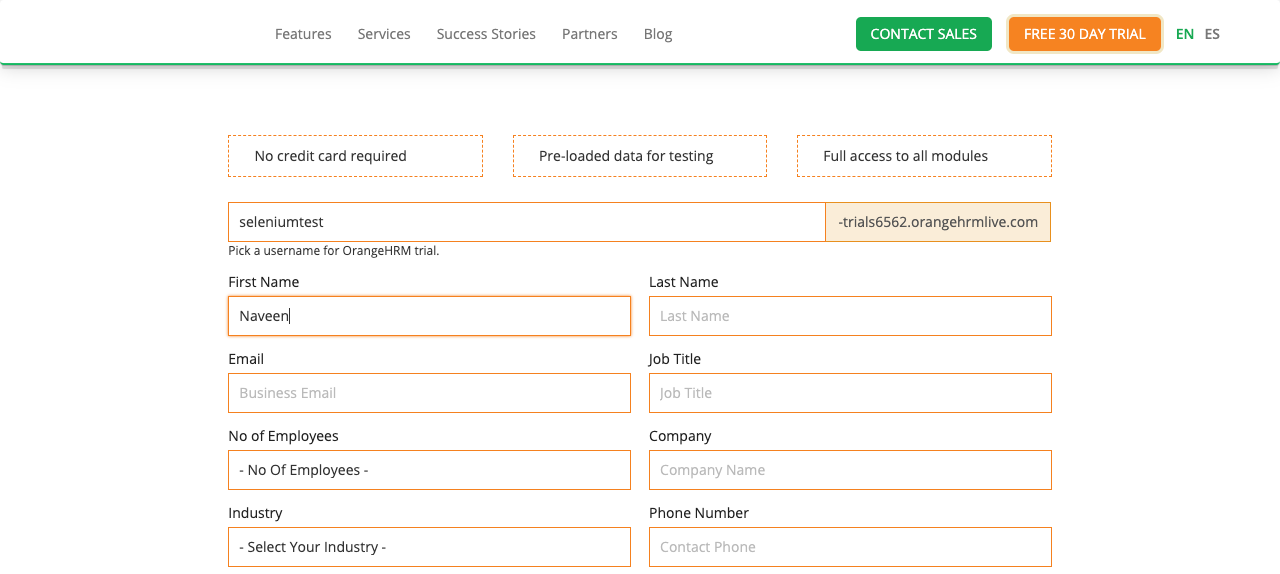 Features Services Success Stories Partners Blog CONTACT SALES FREE 30 DAY TRIAL EN ES
No credit card required Pre-loaded data for testing Full access to all modules
seleniumtest -trials6562.orangehrmlive.com
Pick a username for OrangeHRM trial.
First Name Last Name
Naveen Last Name
Email Job Title
Business Email Job Title
No of Employees Company
- No Of Employees - Company Name
Industry Phone Number
- Select Your Industry - Contact Phone